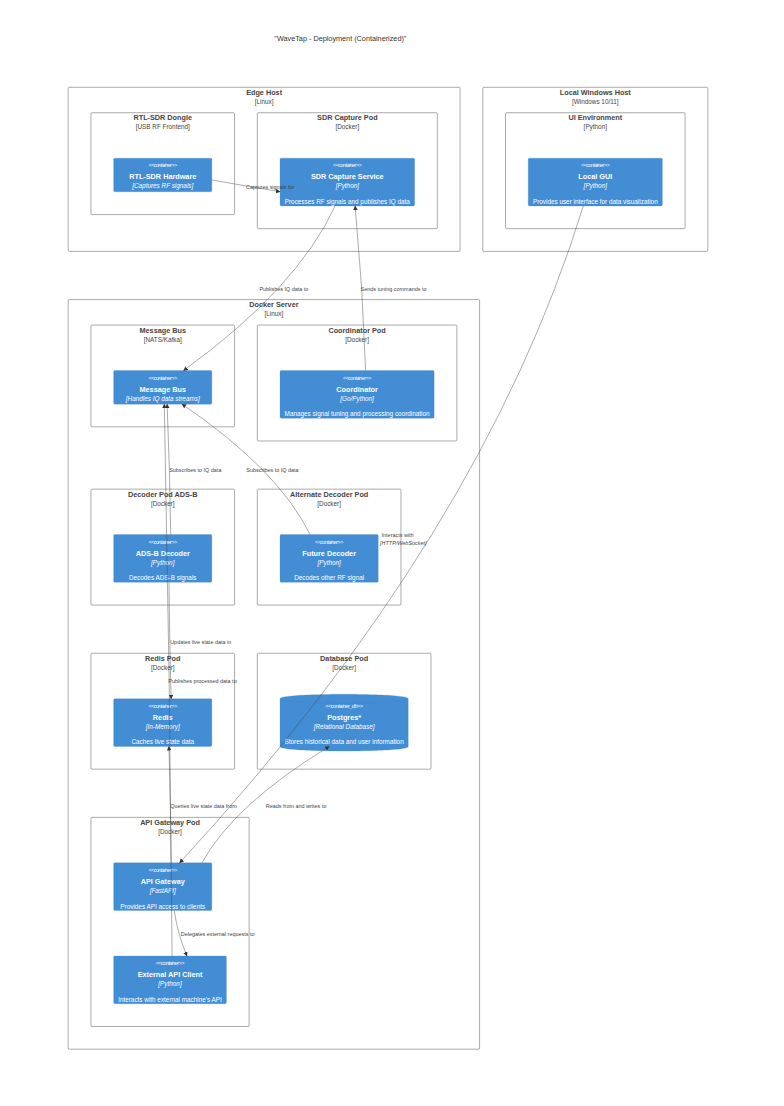 "WaveTap - Deployment (Containerized)"
Edge Host
[Linux]
RTL-SDR Dongle
[USB RF Frontend]
<<container>>
RTL-SDR Hardware
[Captures RF signals]
SDR Capture Pod
[Docker]
<<container>>
SDR Capture Service
[Python]
Processes RF signals and publishes IQ data
Captures signals for
Local Windows Host
[Windows 10/11]
UI Environment
[Python]
<<container>>
Local GUI
[Python]
Provides user interface for data visualization
Publishes IQ data to
Sends tuning commands to
Docker Server
[Linux]
Message Bus
[NATS/Kafka]
<<container>>
Message Bus
[Handles IQ data streams]
Coordinator Pod
[Docker]
<<container>>
Coordinator
[Go/Python]
Manages signal tuning and processing coordination
Subscribes to IQ data
Subscribes to IQ data
Decoder Pod ADS-B
[Docker]
<<container>>
ADS-B Decoder
[Python]
Decodes ADS-B signals
Alternate Decoder Pod
[Docker]
<<container>>
Future Decoder
[Python]
Decodes other RF signal
Interacts with
[HTTP/WebSocket]
Updates live state data in
Redis Pod
[Docker]
Publishes processed data to
<<container>>
Redis
[In-Memory]
Caches live state data
Database Pod
[Docker]
<<container_db>>
Postgres*
[Relational Database]
Stores historical data and user information
Queries live state data from
Reads from and writes to
API Gateway Pod
[Docker]
<<container>>
API Gateway
[FastAPI]
Provides API access to clients
Delegates external requests to
<<container>>
External API Client
[Python]
Interacts with external machine's API